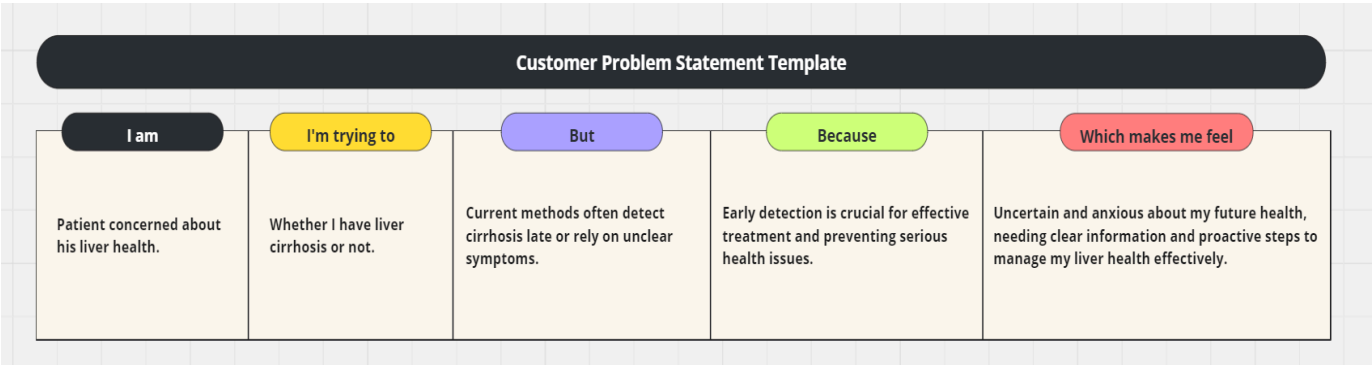 Customer Problem Statement Template
I am
I'm trying to
But
Because
Which makes me feel
Patient concerned about
his liver health.
Whether I have liver
cirrhosis or not.
Current methods often detect
cirrhosis late or rely on unclear
symptoms.
Early detection is crucial for effective
treatment and preventing serious
health issues.
Uncertain and anxious about my future health,
needing clear information and proactive steps to
manage my liver health effectively.